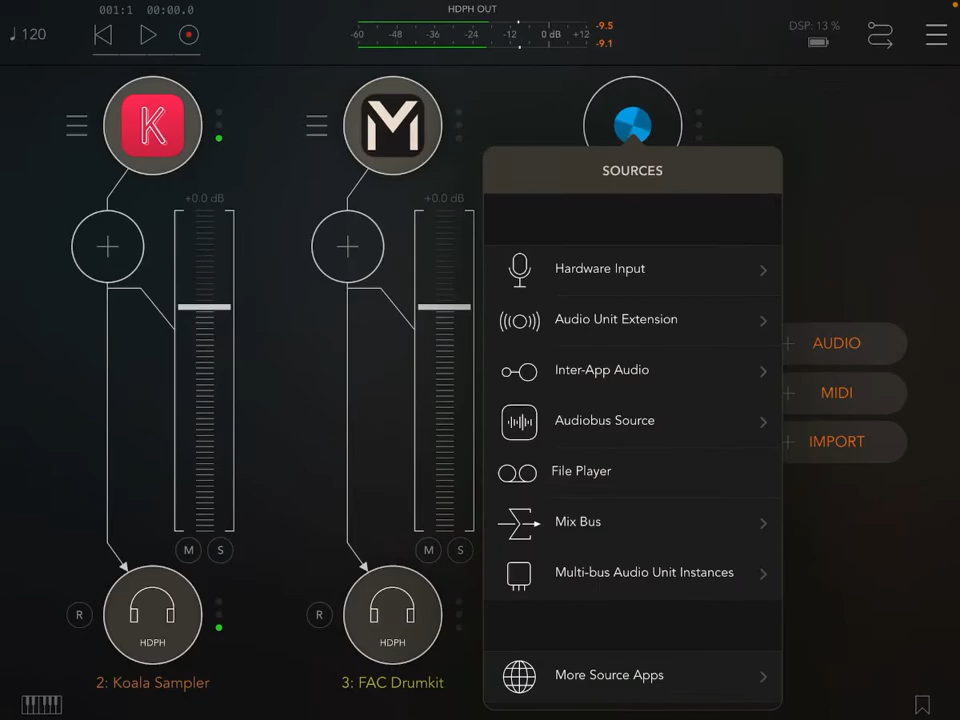 001:1 00:00.0
HDPH OUT
♩120
-60 -48 -36 -24 -12 0 dB +12
-9.5
-9.1
DSP: 13 %
K
M
SOURCES
+0.0 dB
+0.0 dB
Hardware Input
Audio Unit Extension
Inter-App Audio
Audiobus Source
File Player
Mix Bus
Multi-bus Audio Unit Instances
More Source Apps
+ AUDIO
+ MIDI
+ IMPORT
M S
M S
R
HDPH
R
HDPH
2: Koala Sampler
3: FAC Drumkit